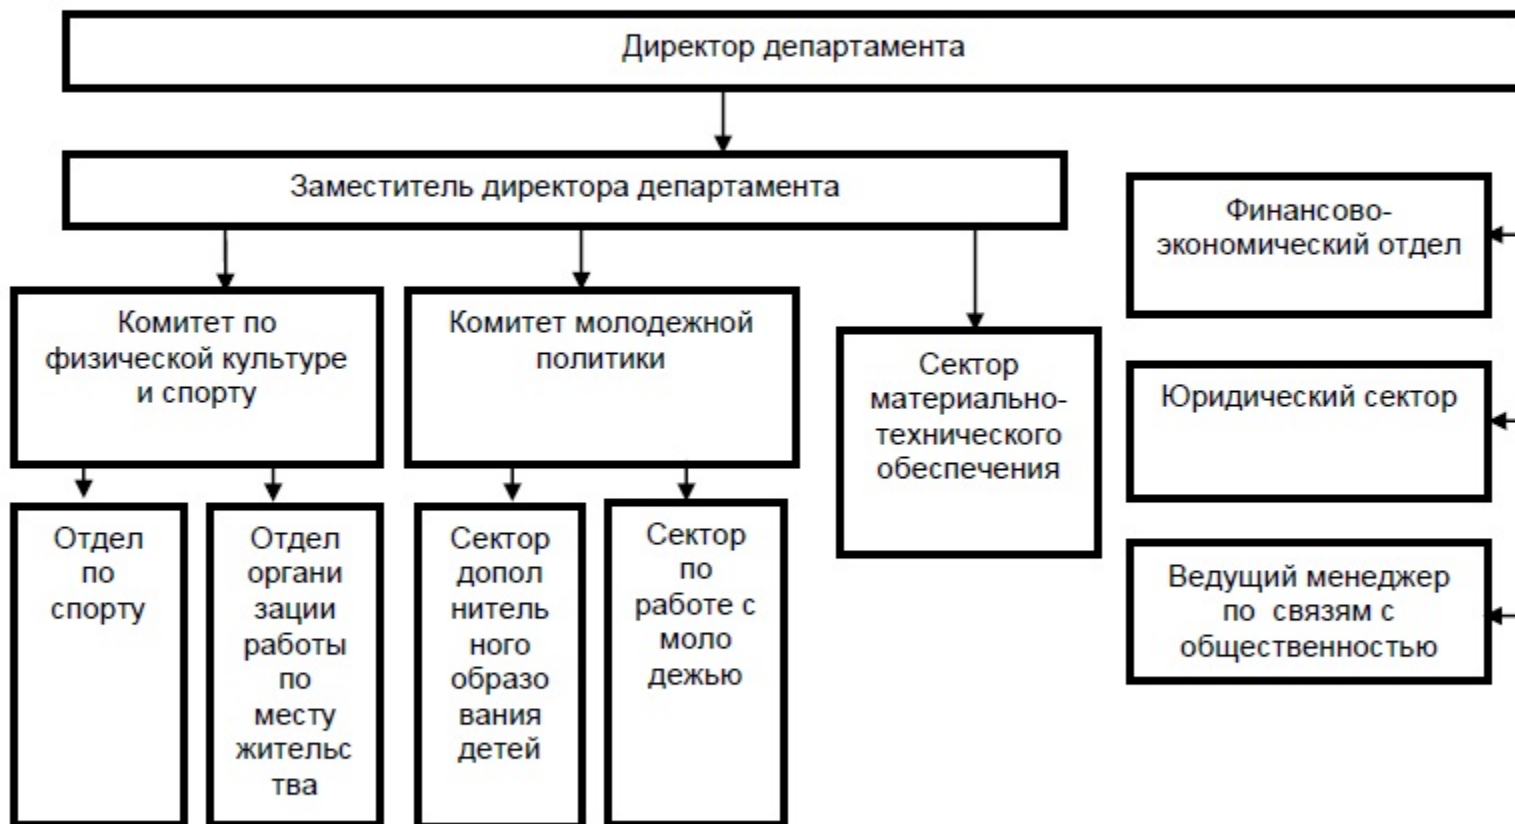 Директор департамента
Заместитель директора департамента
Финансово-
экономический отдел
Комитет по
физической культуре
и спорту
Комитет молодежной
политики
Сектор
материально-
технического
обеспечения
Юридический сектор
Отдел
по
спорту
Отдел
органи
зации
работы
по
месту
жительс
тва
Сектор
допол
нитель
ного
образо
вания
детей
Сектор
по
работе с
моло
дежью
Ведущий менеджер
по связям с
общественностью